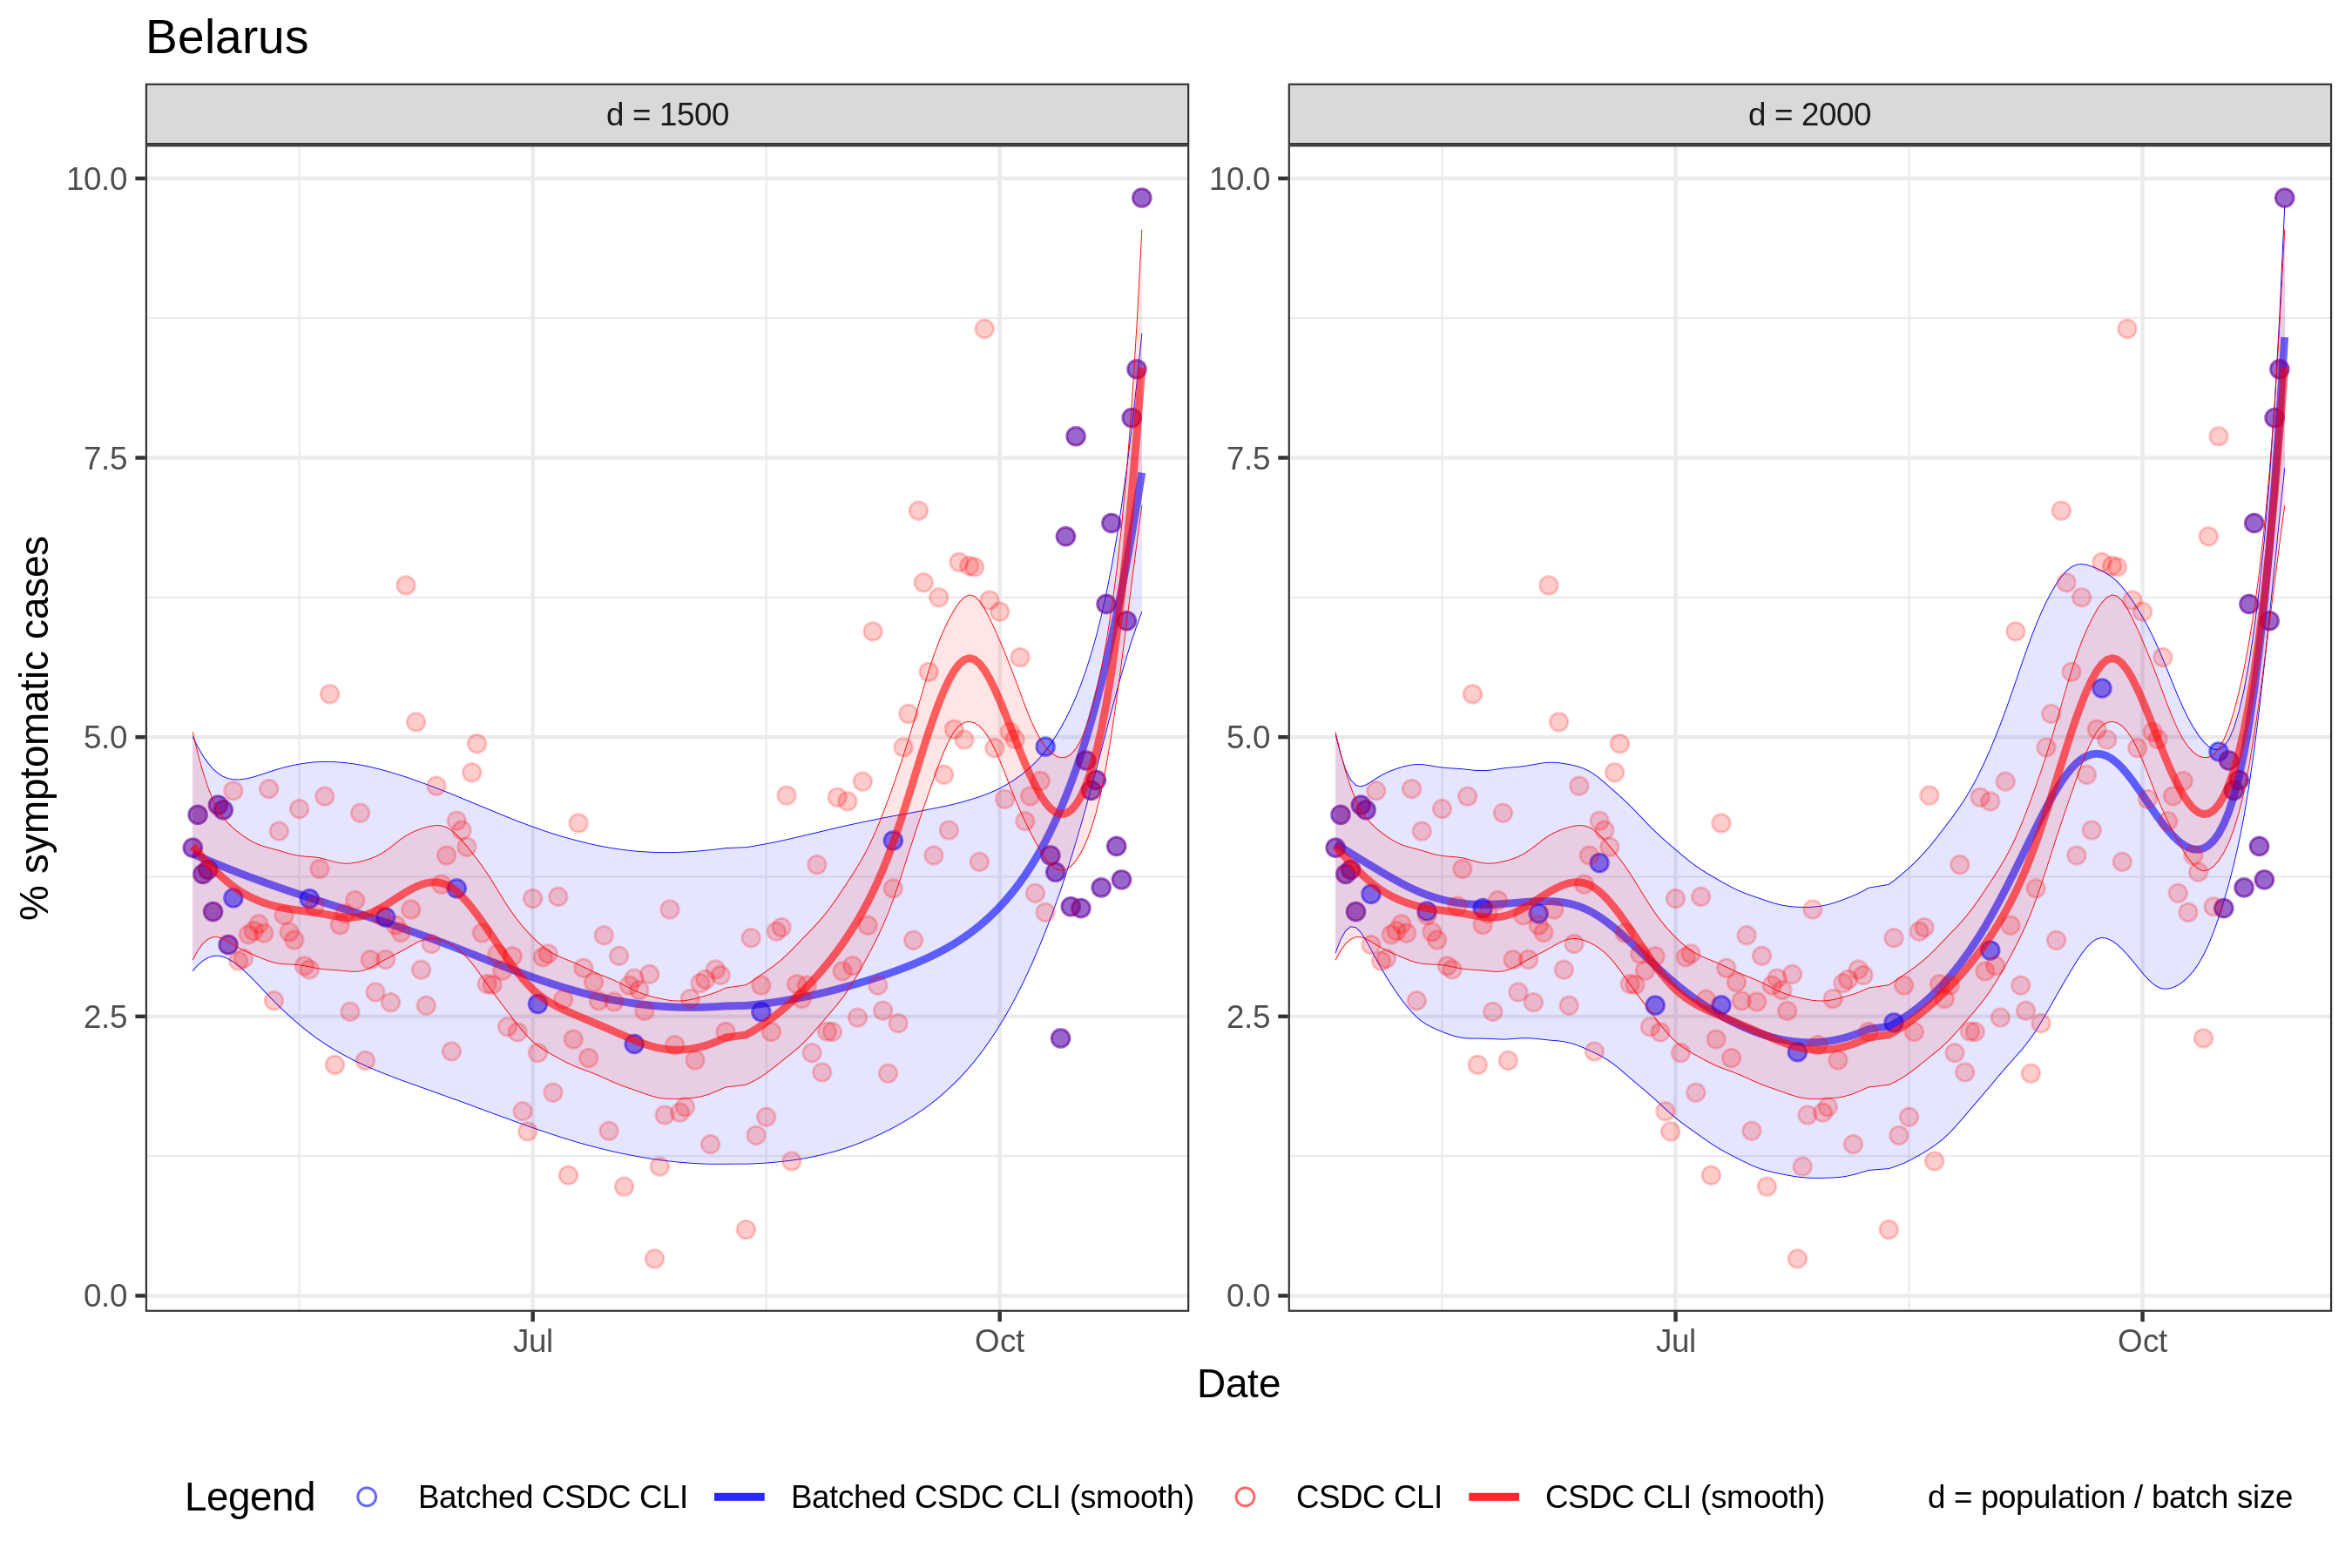 Belarus
d = 1500
d = 2000
% symptomatic cases
10.0
7.5
5.0
2.5
0.0
10.0
7.5
5.0
2.5
0.0
Jul
Oct
Jul
Oct
Date
Legend
Batched CSDC CLI
Batched CSDC CLI (smooth)
CSDC CLI
CSDC CLI (smooth)
d = population / batch size